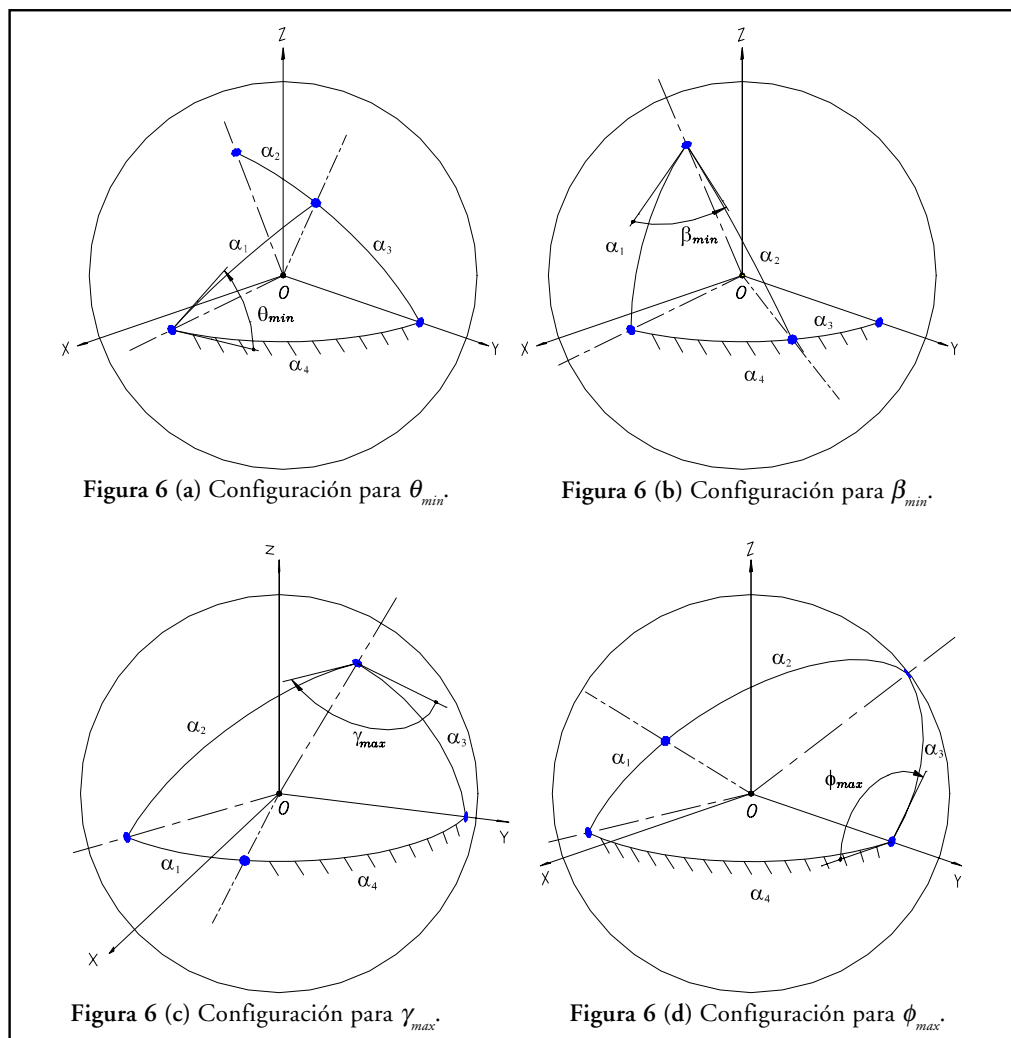 Z
α₂
α₁
α₃
O
θmin
X
Y
α₄
Figura 6 (a) Configuración para θmin.
Z
α₁
βmin
α₂
O
α₃
X
Y
α₄
Figura 6 (b) Configuración para βmin.
Z
α₂
γmax
α₃
O
Y
α₁
α₄
X
Figura 6 (c) Configuración para γmax.
Z
α₂
α₁
α₃
ϕmax
O
X
Y
α₄
Figura 6 (d) Configuración para ϕmax.